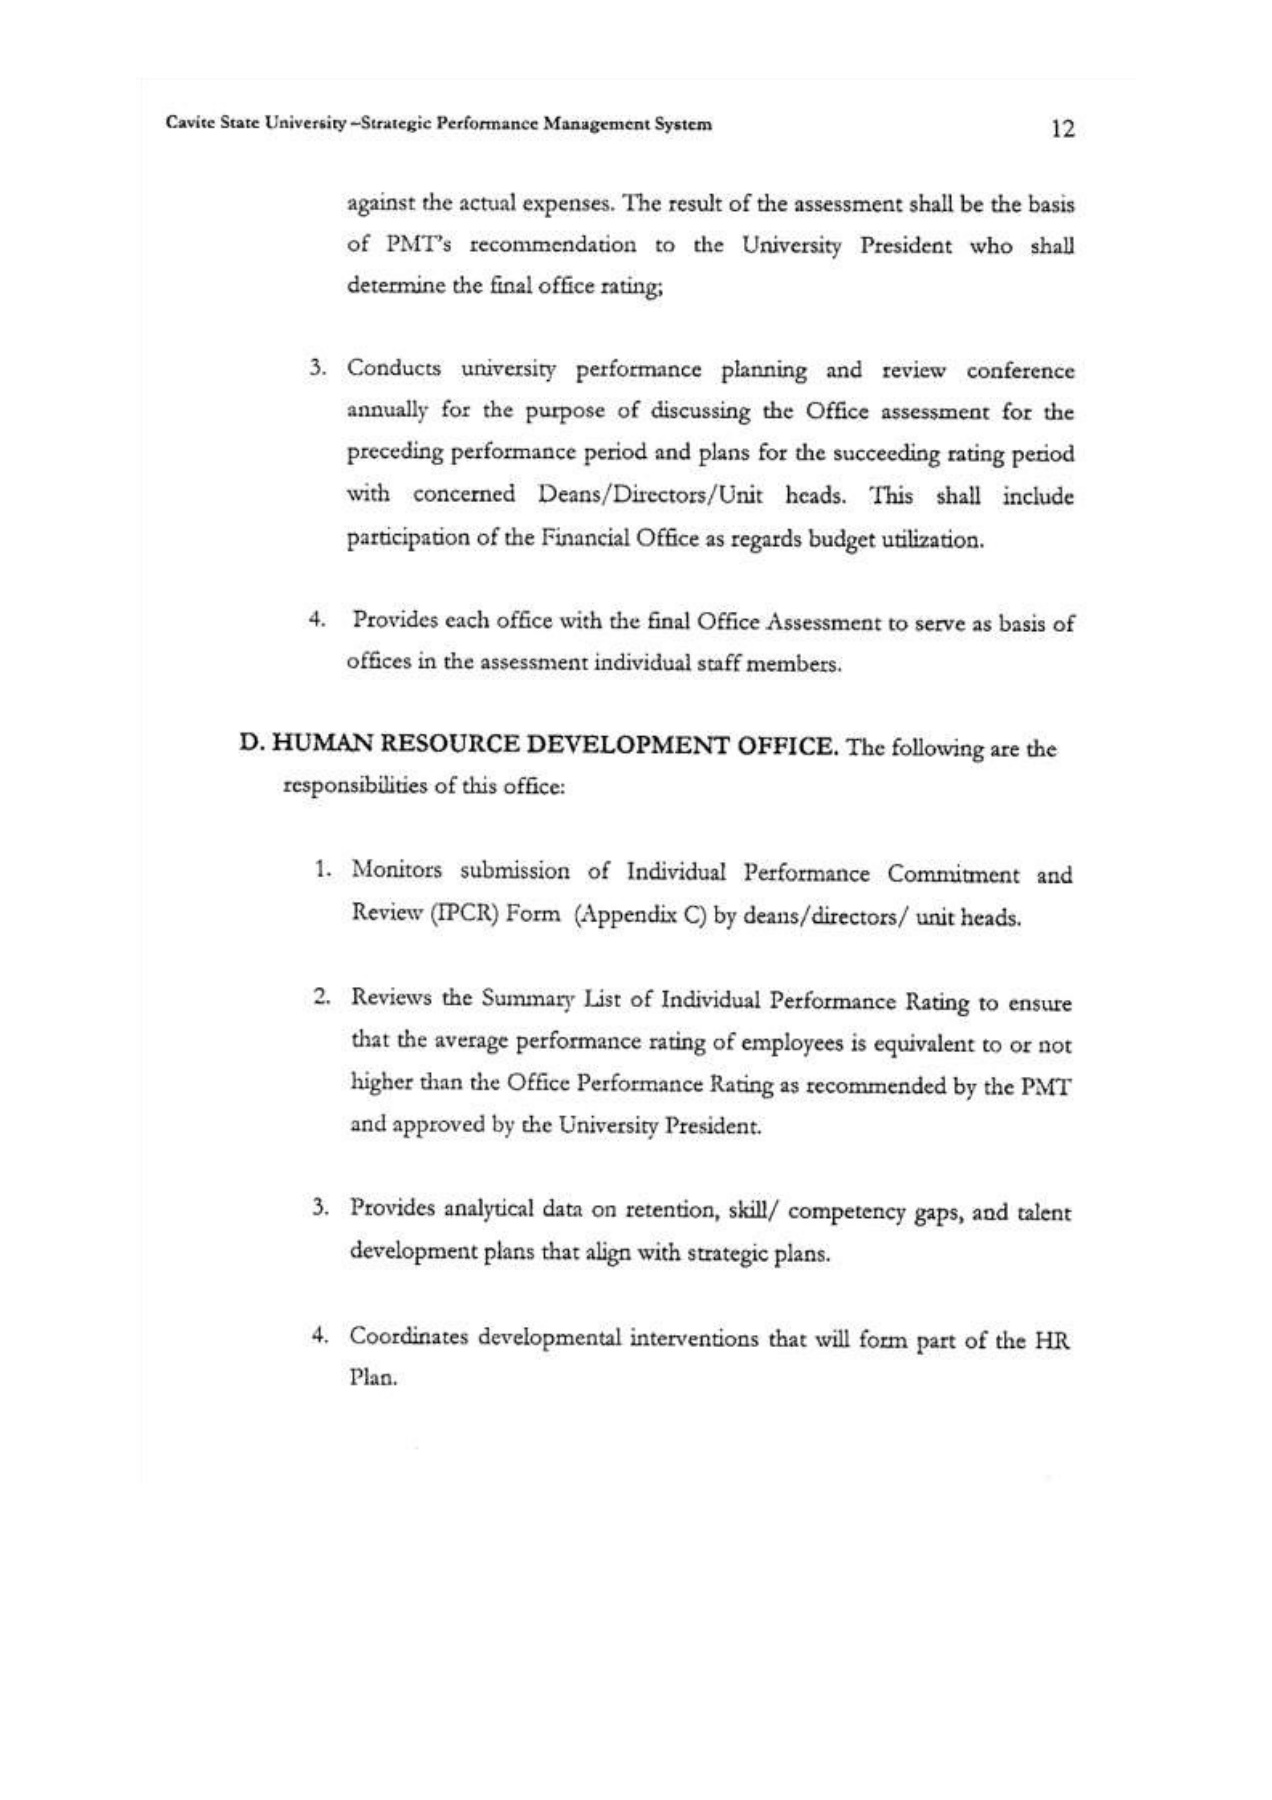 Cavite State University –Strategic Performance Management System 12
against the actual expenses. The result of the assessment shall be the basis
of PMT's recommendation to the University President who shall
determine the final office rating;
3. Conducts university performance planning and review conference
annually for the purpose of discussing the Office assessment for the
preceding performance period and plans for the succeeding rating period
with concerned Deans/Directors/Unit heads. This shall include
participation of the Financial Office as regards budget utilization.
4. Provides each office with the final Office Assessment to serve as basis of
offices in the assessment individual staff members.
D. HUMAN RESOURCE DEVELOPMENT OFFICE. The following are the
responsibilities of this office:
1. Monitors submission of Individual Performance Commitment and
Review (IPCR) Form (Appendix C) by deans/directors/ unit heads.
2. Reviews the Summary List of Individual Performance Rating to ensure
that the average performance rating of employees is equivalent to or not
higher than the Office Performance Rating as recommended by the PMT
and approved by the University President.
3. Provides analytical data on retention, skill/ competency gaps, and talent
development plans that align with strategic plans.
4. Coordinates developmental interventions that will form part of the HR
Plan.